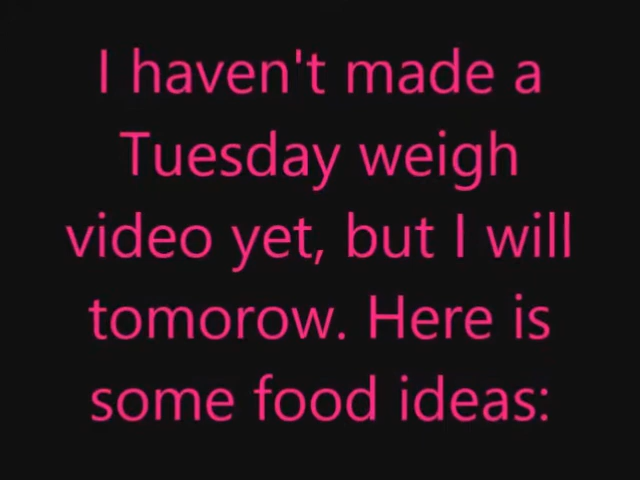 I haven't made a
Tuesday weigh
video yet, but I will
tomorow. Here is
some food ideas: